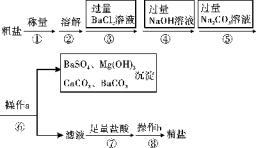 粗盐 称量 ① 溶解 ② 过量 BaCl₂溶液 ③ 过量 NaOH溶液 ④ 过量 Na₂CO₃溶液 ⑤
操作a ⑥
BaSO₄、Mg(OH)₂
CaCO₃、BaCO₃ 沉淀
滤液 足量盐酸 ⑦ 操作b ⑧ 精盐